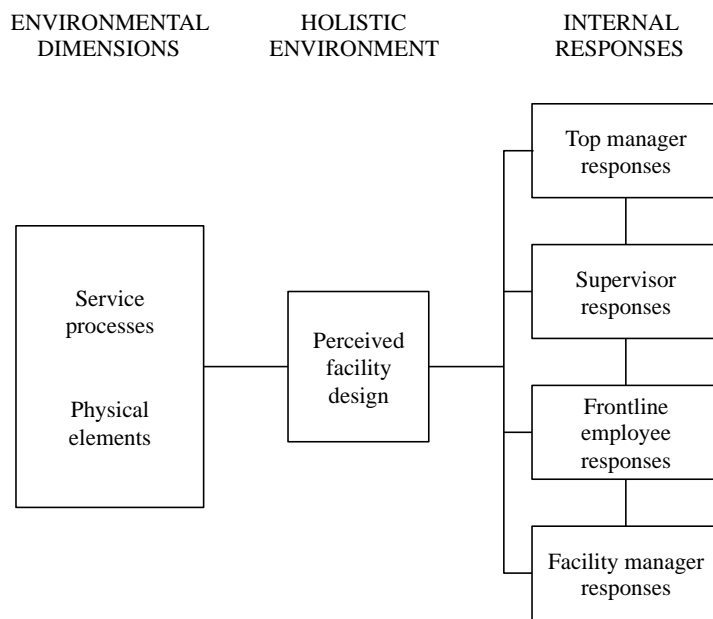 ENVIRONMENTAL
DIMENSIONS
HOLISTIC
ENVIRONMENT
INTERNAL
RESPONSES
Service
processes
Physical
elements
Perceived
facility
design
Top manager
responses
Supervisor
responses
Frontline
employee
responses
Facility manager
responses